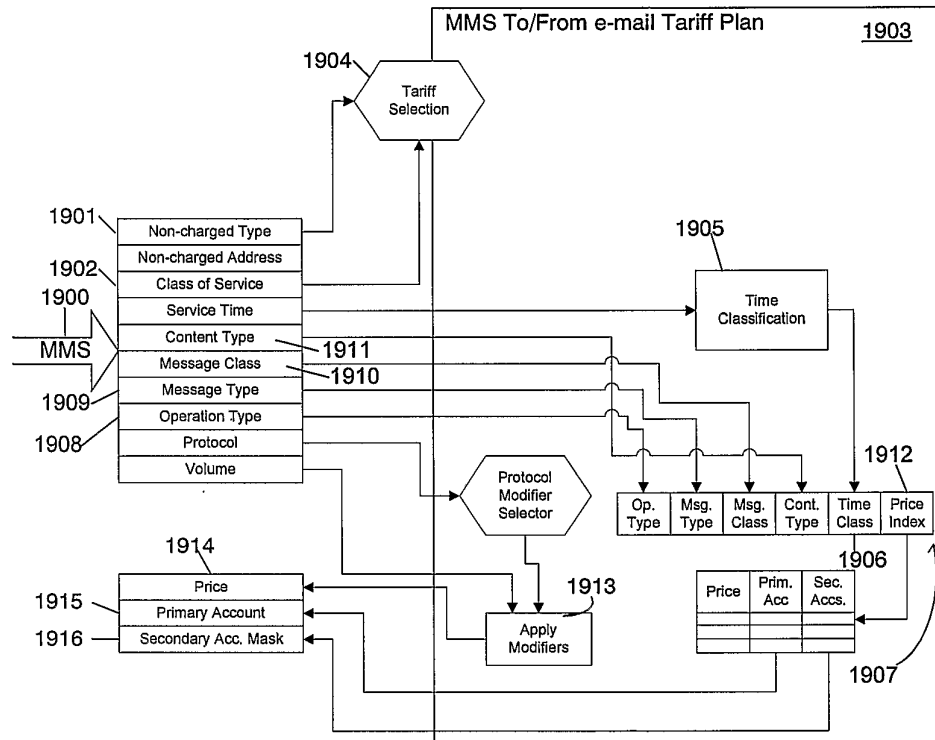 MMS To/From e-mail Tariff Plan
1903
1904
Tariff
Selection
1901
Non-charged Type
Non-charged Address
1902
Class of Service
1905
1900
Service Time
Time
Classification
MMS
Content Type
1911
Message Class
1910
1909
Message Type
1908
Operation Type
Protocol
Volume
Protocol
Modifier
Selector
1912
Op.
Type
Msg.
Type
Msg.
Class
Cont.
Type
Time
Class
Price
Index
1906
1914
Price
1915
Primary Account
1916
Secondary Acc. Mask
1913
Apply
Modifiers
Price
Prim.
Acc
Sec.
Accs.
1907